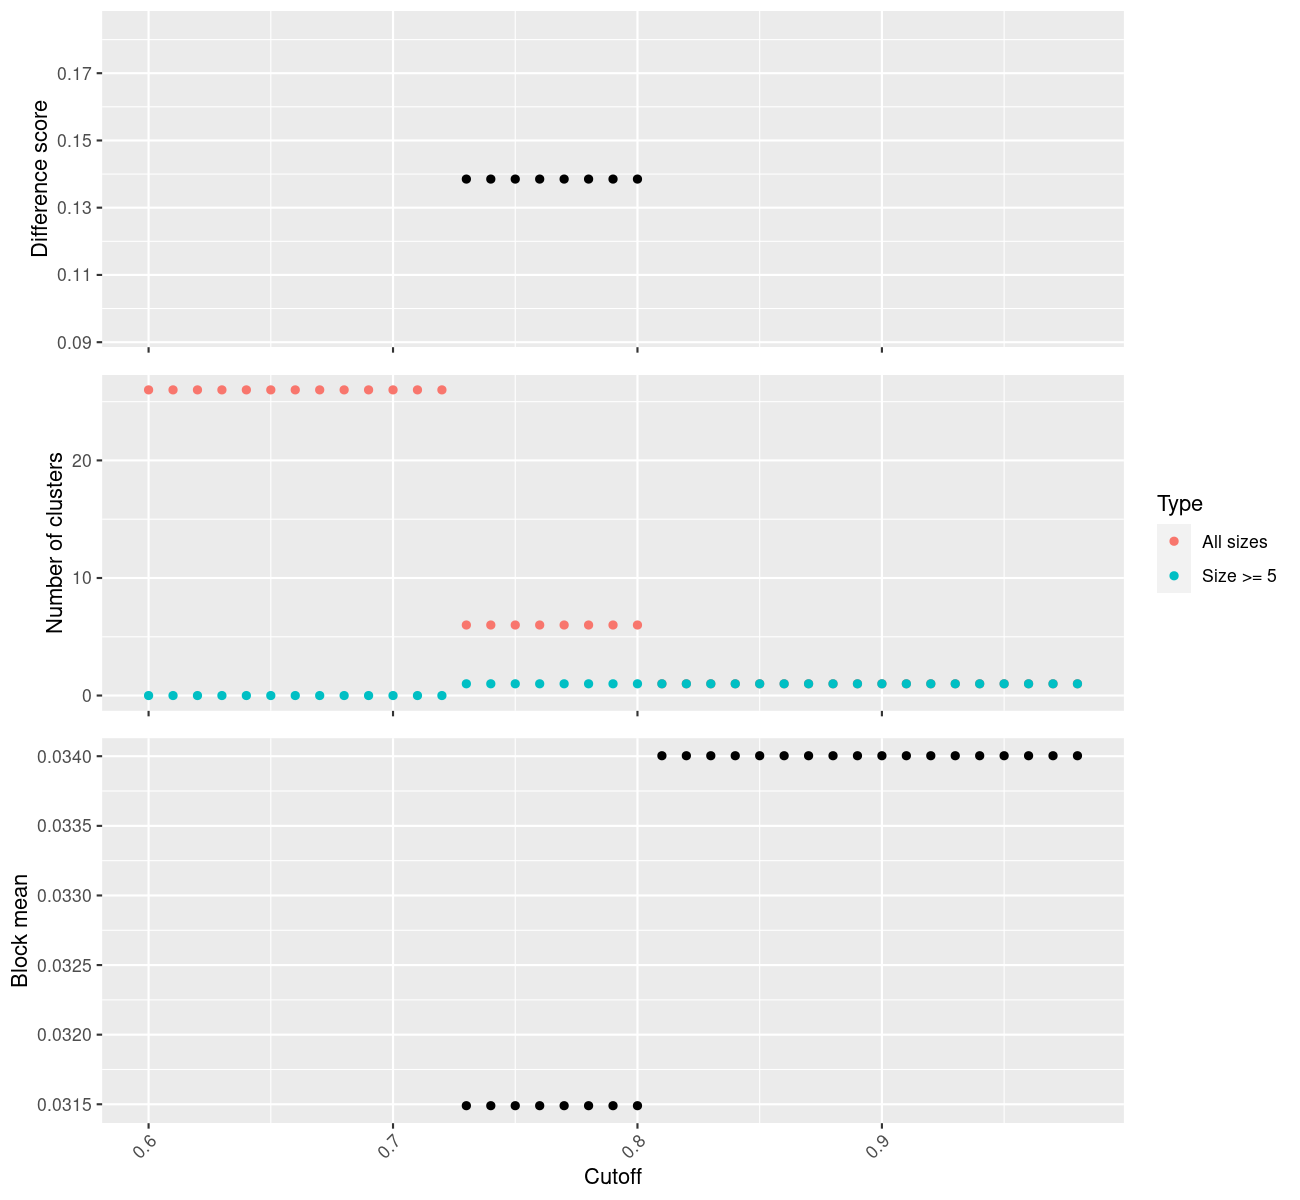 Difference score
0.17
0.15
0.13
0.11
0.09
Number of clusters
20
10
0
Type
All sizes
Size >= 5
Block mean
0.0340
0.0335
0.0330
0.0325
0.0320
0.0315
0.6
0.7
0.8
0.9
Cutoff